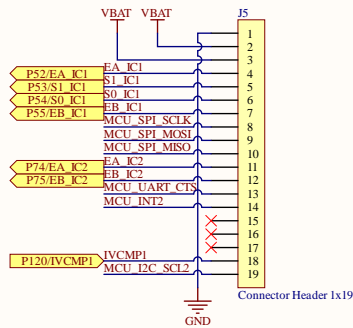 VBAT VBAT J5
1
2
3
P52/EA_IC1 EA_IC1 4
P53/S1_IC1 S1_IC1 5
P54/S0_IC1 S0_IC1 6
P55/EB_IC1 EB_IC1 7
MCU_SPI_SCLK 8
MCU_SPI_MOSI 9
MCU_SPI_MISO 10
P74/EA_IC2 EA_IC2 11
P75/EB_IC2 EB_IC2 12
MCU_UART_CTS 13
MCU_INT2 14
15
16
17
P120/IVCMP1 IVCMP1 18
MCU_I2C_SCL2 19
Connector Header 1x19
GND